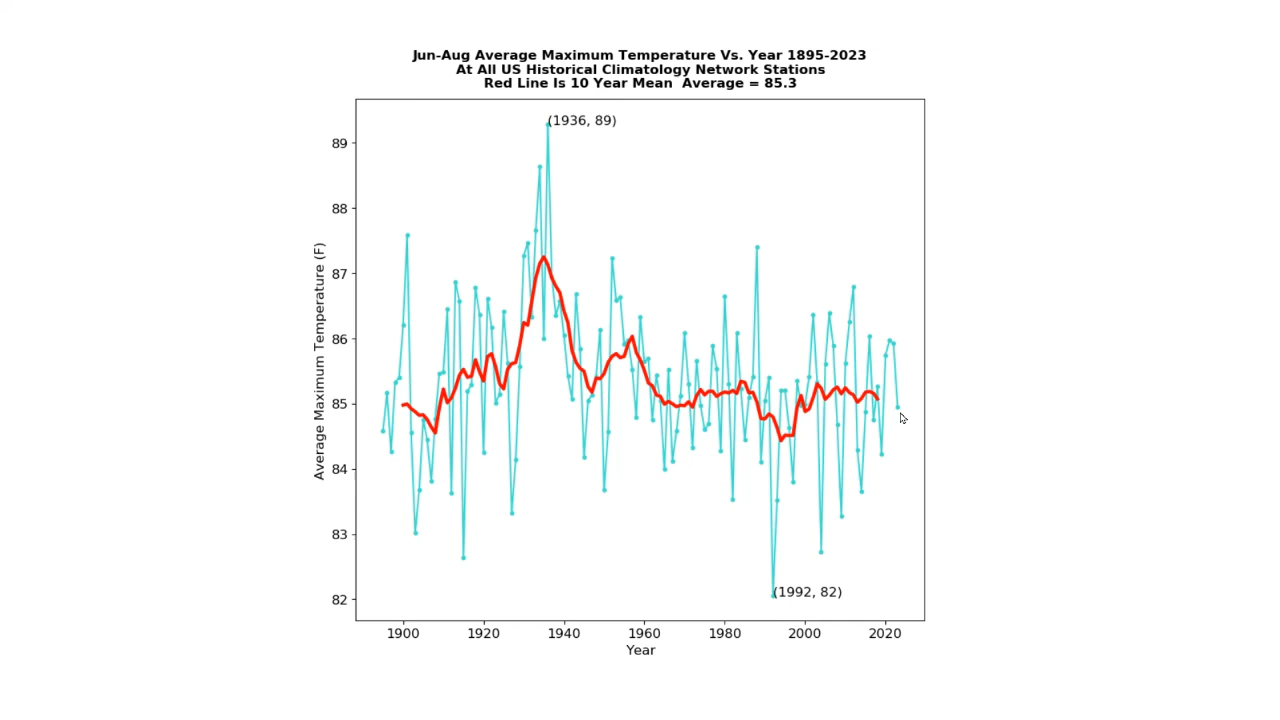 Jun-Aug Average Maximum Temperature Vs. Year 1895-2023
At All US Historical Climatology Network Stations
Red Line Is 10 Year Mean  Average = 85.3
(1936, 89)
89
88
87
86
85
84
83
82
Average Maximum Temperature (F)
(1992, 82)
1900 1920 1940 1960 1980 2000 2020
Year